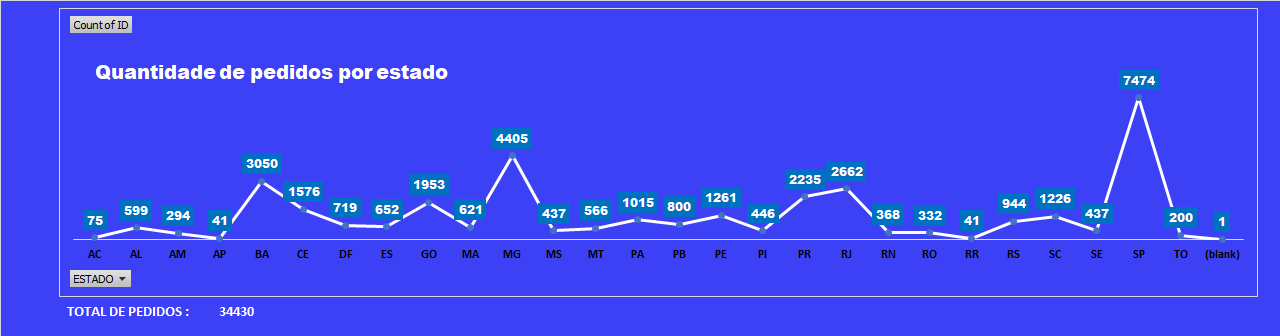 Count of ID
Quantidade de pedidos por estado
75 599 294 41 3050 1576 719 652 1953 621 4405 437 566 1015 800 1261 446 2235 2662 368 332 41 944 1226 437 7474 200 1
AC AL AM AP BA CE DF ES GO MA MG MS MT PA PB PE PI PR RJ RN RO RR RS SC SE SP TO (blank)
ESTADO
TOTAL DE PEDIDOS : 34430